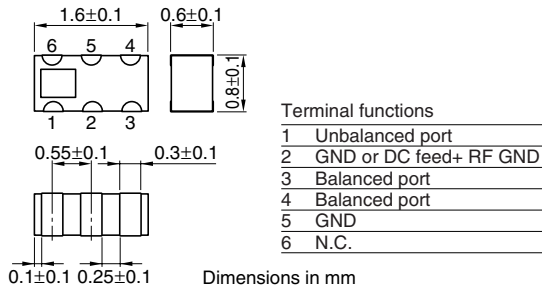 1.6±0.1 0.6±0.1
6 5 4
0.8±0.1
1 2 3
0.55±0.1 0.3±0.1
0.1±0.1 0.25±0.1
Dimensions in mm
Terminal functions
1 Unbalanced port
2 GND or DC feed+ RF GND
3 Balanced port
4 Balanced port
5 GND
6 N.C.